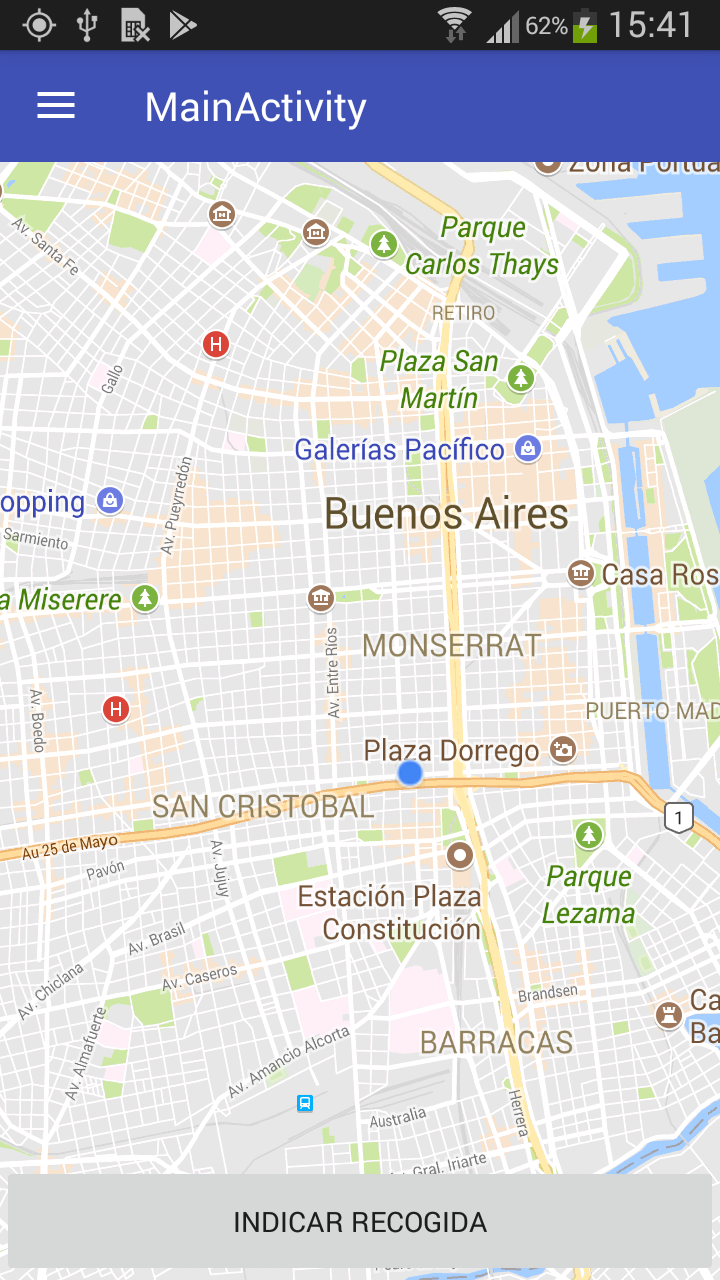 62% 15:41
MainActivity
Parque
Carlos Thays
Av. Santa Fe
RETIRO
H
Plaza San
Martín
Gallo
Galerías Pacífico
Av. Pueyrredón
Buenos Aires
Sarmiento
Casa Ros
a Miserere
MONSERRAT
Av. Entre Ríos
Av. Boedo
H
PUERTO MAD
Plaza Dorrego
SAN CRISTOBAL
1
Au 25 de Mayo
Pavón
Av. Jujuy
Parque
Lezama
Estación Plaza
Constitución
Av. Brasil
Av. Chiclana
Av. Caseros
Brandsen
Ca
Ba
Av. Almafuerte
BARRACAS
Av. Amancio Alcorta
Australia
Herrera
Gral. Iriarte
INDICAR RECOGIDA